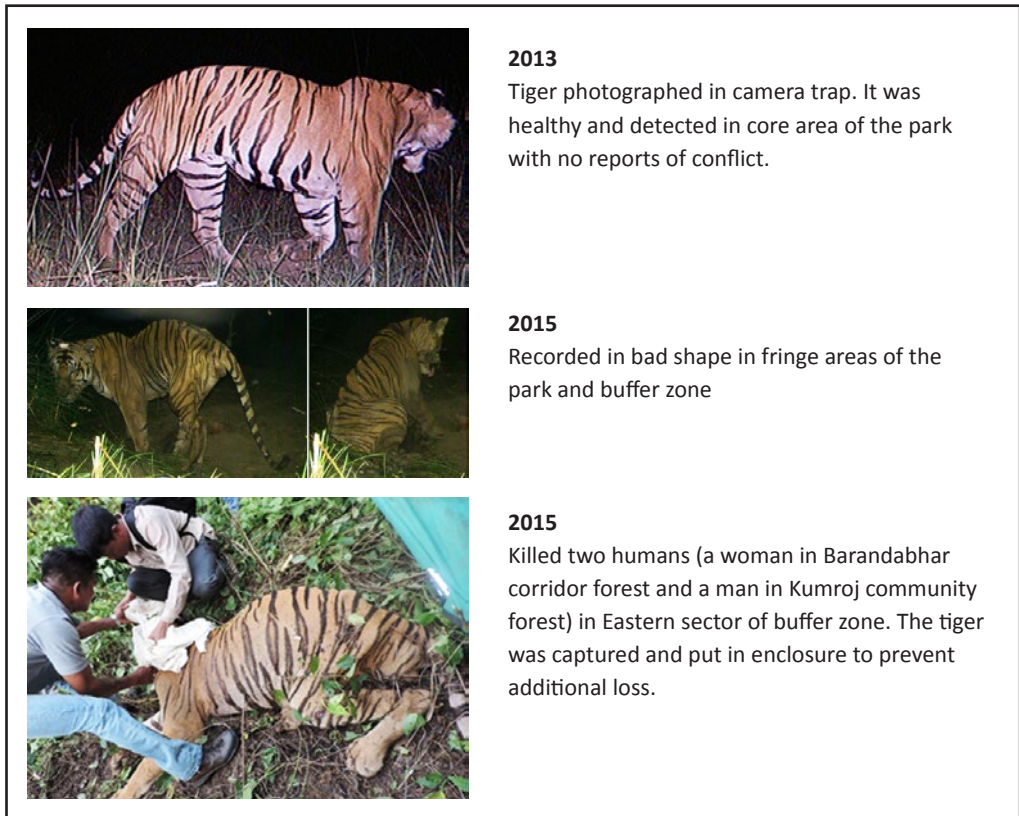 2013
Tiger photographed in camera trap. It was
healthy and detected in core area of the park
with no reports of conflict.
2015
Recorded in bad shape in fringe areas of the
park and buffer zone
2015
Killed two humans (a woman in Barandabhar
corridor forest and a man in Kumroj community
forest) in Eastern sector of buffer zone. The tiger
was captured and put in enclosure to prevent
additional loss.